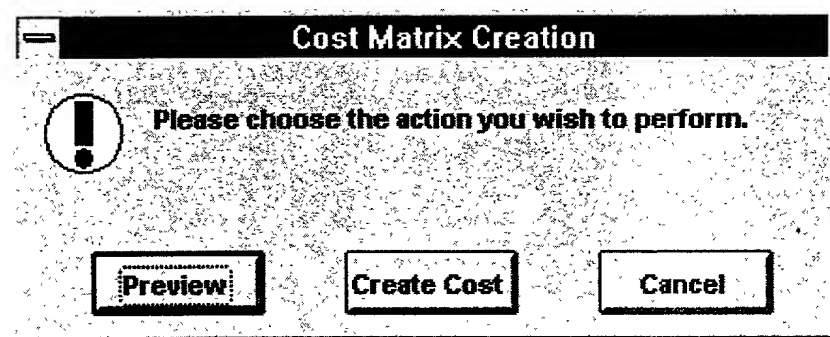 Cost Matrix Creation
Please choose the action you wish to perform.
Preview Create Cost Cancel